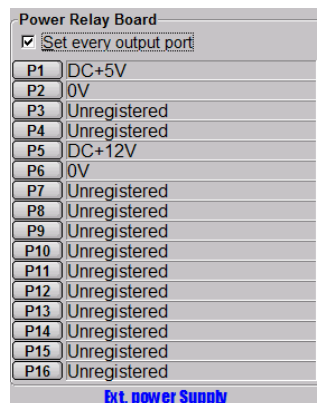 Power Relay Board
Set every output port
P1 DC+5V
P2 0V
P3 Unregistered
P4 Unregistered
P5 DC+12V
P6 0V
P7 Unregistered
P8 Unregistered
P9 Unregistered
P10 Unregistered
P11 Unregistered
P12 Unregistered
P13 Unregistered
P14 Unregistered
P15 Unregistered
P16 Unregistered
Ext. power Supply